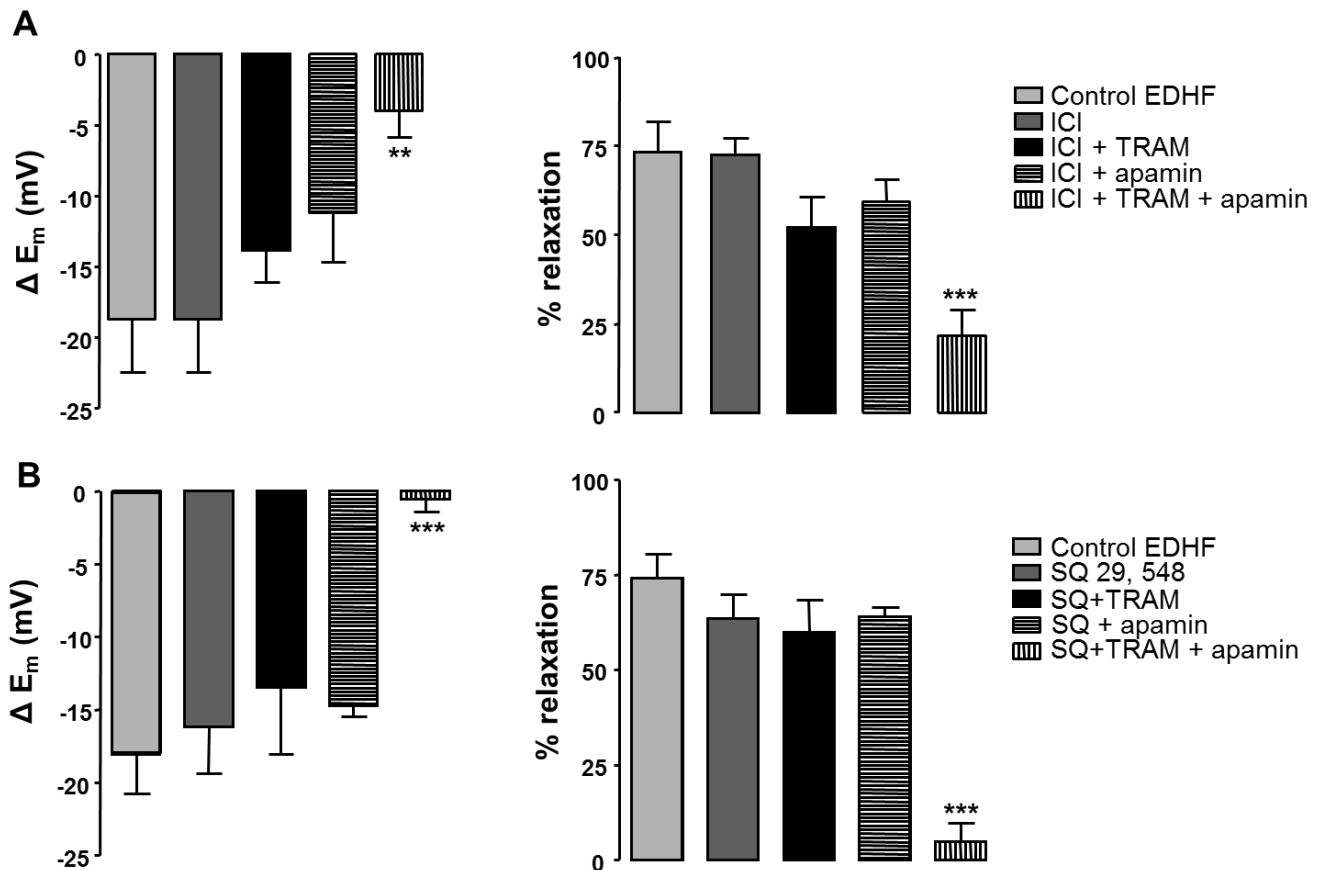 A
0
-5
-10
-15
-20
-25
Δ Em (mV)
**
100
75
50
25
0
% relaxation
***
Control EDHF
ICI
ICI + TRAM
ICI + apamin
ICI + TRAM + apamin
B
0
-5
-10
-15
-20
-25
Δ Em (mV)
***
100
75
50
25
0
% relaxation
***
Control EDHF
SQ 29, 548
SQ+TRAM
SQ + apamin
SQ+TRAM + apamin